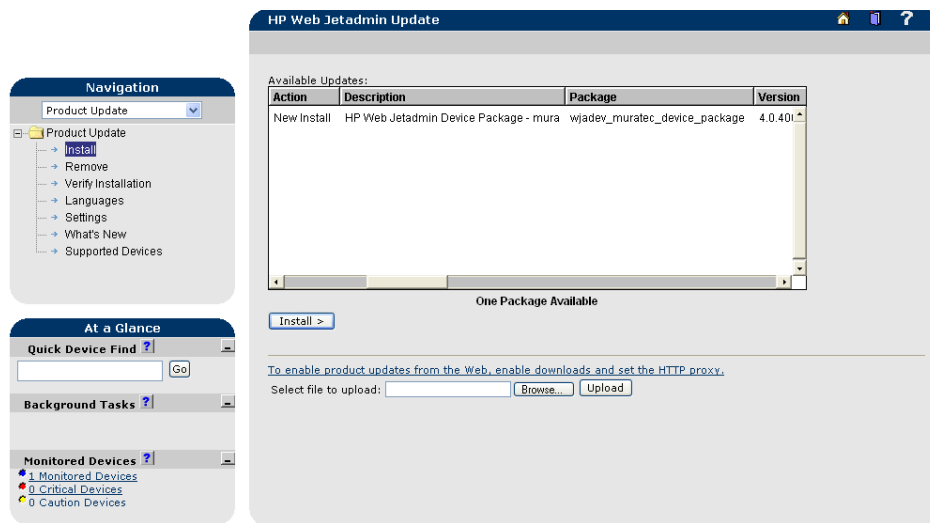 HP Web Jetadmin Update
?
Navigation
Product Update
Product Update
Install
Remove
Verify Installation
Languages
Settings
What's New
Supported Devices
At a Glance
Quick Device Find ?
Go
Background Tasks ?
Monitored Devices ?
1 Monitored Devices
0 Critical Devices
0 Caution Devices
Available Updates:
Action Description Package Version
New Install HP Web Jetadmin Device Package - mura wjadev_muratec_device_package 4.0.40
One Package Available
Install >
To enable product updates from the Web, enable downloads and set the HTTP proxy.
Select file to upload: Browse... Upload